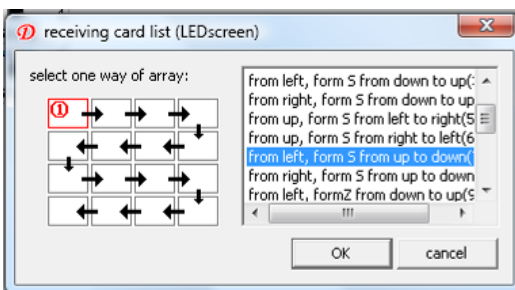 receiving card list (LEDscreen)
select one way of array:
①
from left, form S from down to up(
from right, form S from down to up
from up, form S from left to right(5
from up, form S from right to left(6
from left, form S from up to down(
from right, form S from up to down
from left, formZ from down to up(9
OK
cancel